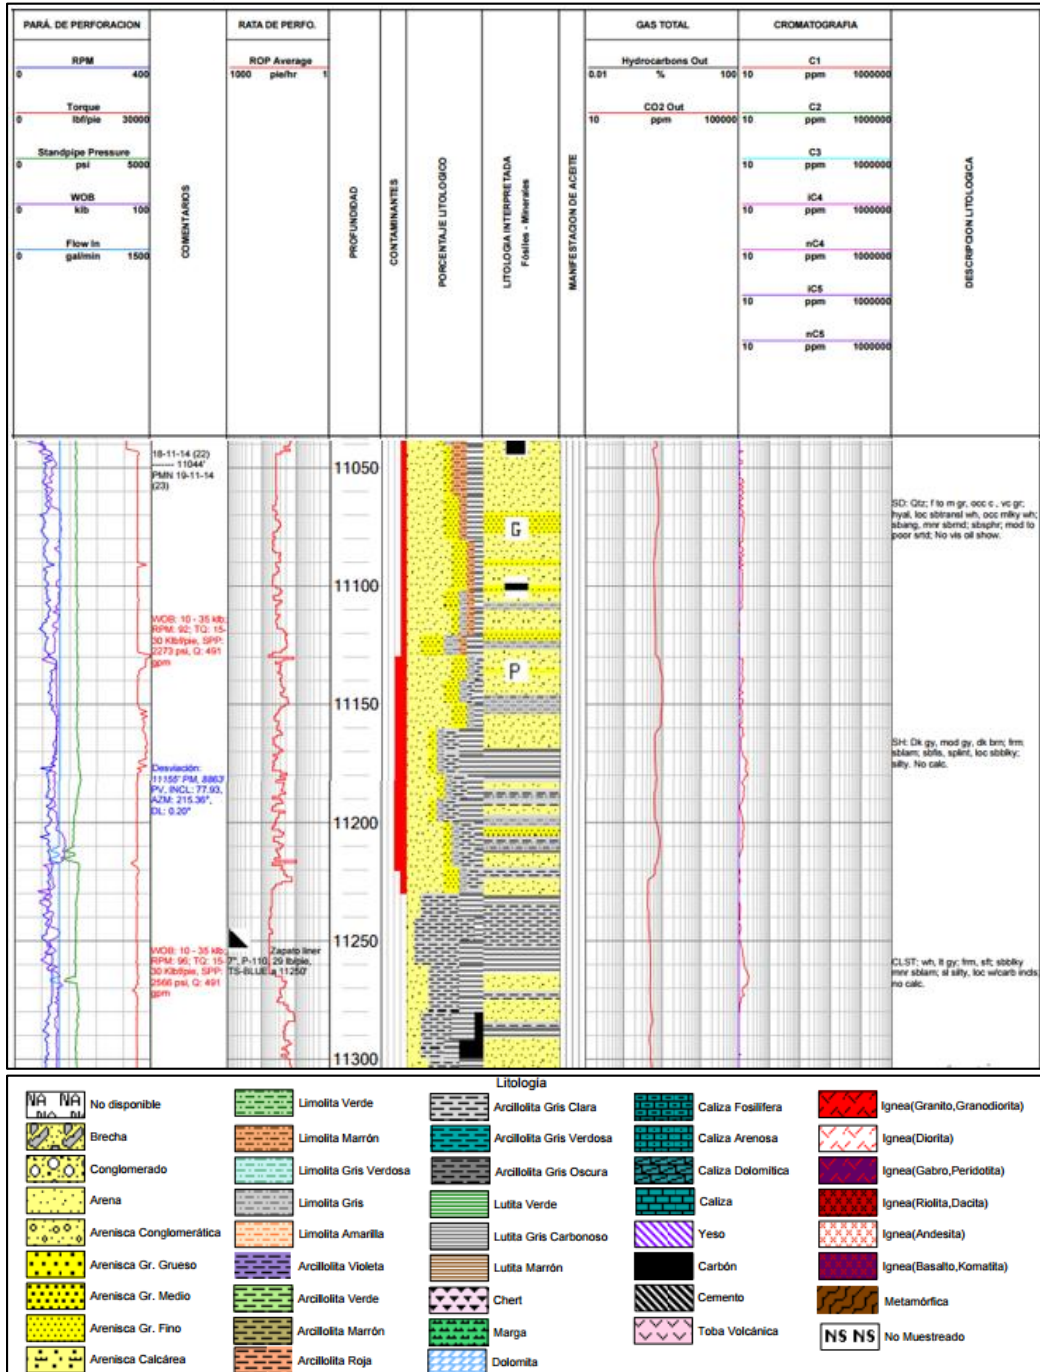 PARÁ. DE PERFORACION
RPM
0 400
Torque
0 lbf/pie 30000
Standpipe Pressure
0 psi 5000
WOB
0 klb 100
Flow In
0 gal/min 1500
COMENTARIOS
RATA DE PERFO.
ROP Average
1000 pie/hr 1
PROFUNDIDAD
CONTAMINANTES
PORCENTAJE LITOLOGICO
LITOLOGIA INTERPRETADA
Fósiles - Minerales
MANIFESTACION DE ACEITE
GAS TOTAL
Hydrocarbons Out
0.01 % 100
CO2 Out
10 ppm 100000
CROMATOGRAFIA
C1
10 ppm 1000000
C2
10 ppm 1000000
C3
10 ppm 1000000
iC4
10 ppm 1000000
nC4
10 ppm 1000000
iC5
10 ppm 1000000
nC5
10 ppm 1000000
DESCRIPCION LITOLOGICA
18-11-14 (22)
------- 11044'
PMN 19-11-14
(23)
WOB: 10 - 35 klb;
RPM: 92; TQ: 15-
30 Klbf/pie, SPP:
2273 psi, Q: 491
gpm
Desviación:
11155' PM, 8863'
PV, INCL: 77.93,
AZM: 215.36°,
DL: 0.20°
WOB: 10 - 35 klb;
RPM: 96; TQ: 15-
30 Klbf/pie, SPP:
2566 psi, Q: 491
gpm
Zapato liner
7", P-110, 29 lb/pie,
TS-BLUE a 11250'
11050
11100
11150
11200
11250
11300
G
P
SD: Qtz; f to m gr, occ c , vc gr;
hyal, loc sbtransl wh, occ mlky wh;
sbang, mnr sbrnd; sbsphr; mod to
poor srtd; No vis oil show.
SH: Dk gy, mod gy, dk brn; frm
sblam; sbfis, splint, loc sbblky;
silty. No calc.
CLST: wh, lt gy; frm, sft; sbblky
mnr sblam; sl silty, loc w/carb incls,
no calc.
Litología
No disponible
Brecha
Conglomerado
Arena
Arenisca Conglomerática
Arenisca Gr. Grueso
Arenisca Gr. Medio
Arenisca Gr. Fino
Arenisca Calcárea
Limolita Verde
Limolita Marrón
Limolita Gris Verdosa
Limolita Gris
Limolita Amarilla
Arcillolita Violeta
Arcillolita Verde
Arcillolita Marrón
Arcillolita Roja
Arcillolita Gris Clara
Arcillolita Gris Verdosa
Arcillolita Gris Oscura
Lutita Verde
Lutita Gris Carbonoso
Lutita Marrón
Chert
Marga
Dolomita
Caliza Fosilífera
Caliza Arenosa
Caliza Dolomítica
Caliza
Yeso
Carbón
Cemento
Toba Volcánica
Ignea(Granito,Granodiorita)
Ignea(Diorita)
Ignea(Gabro,Peridotita)
Ignea(Riolita,Dacita)
Ignea(Andesita)
Ignea(Basalto,Komatita)
Metamórfica
NS NS No Muestreado